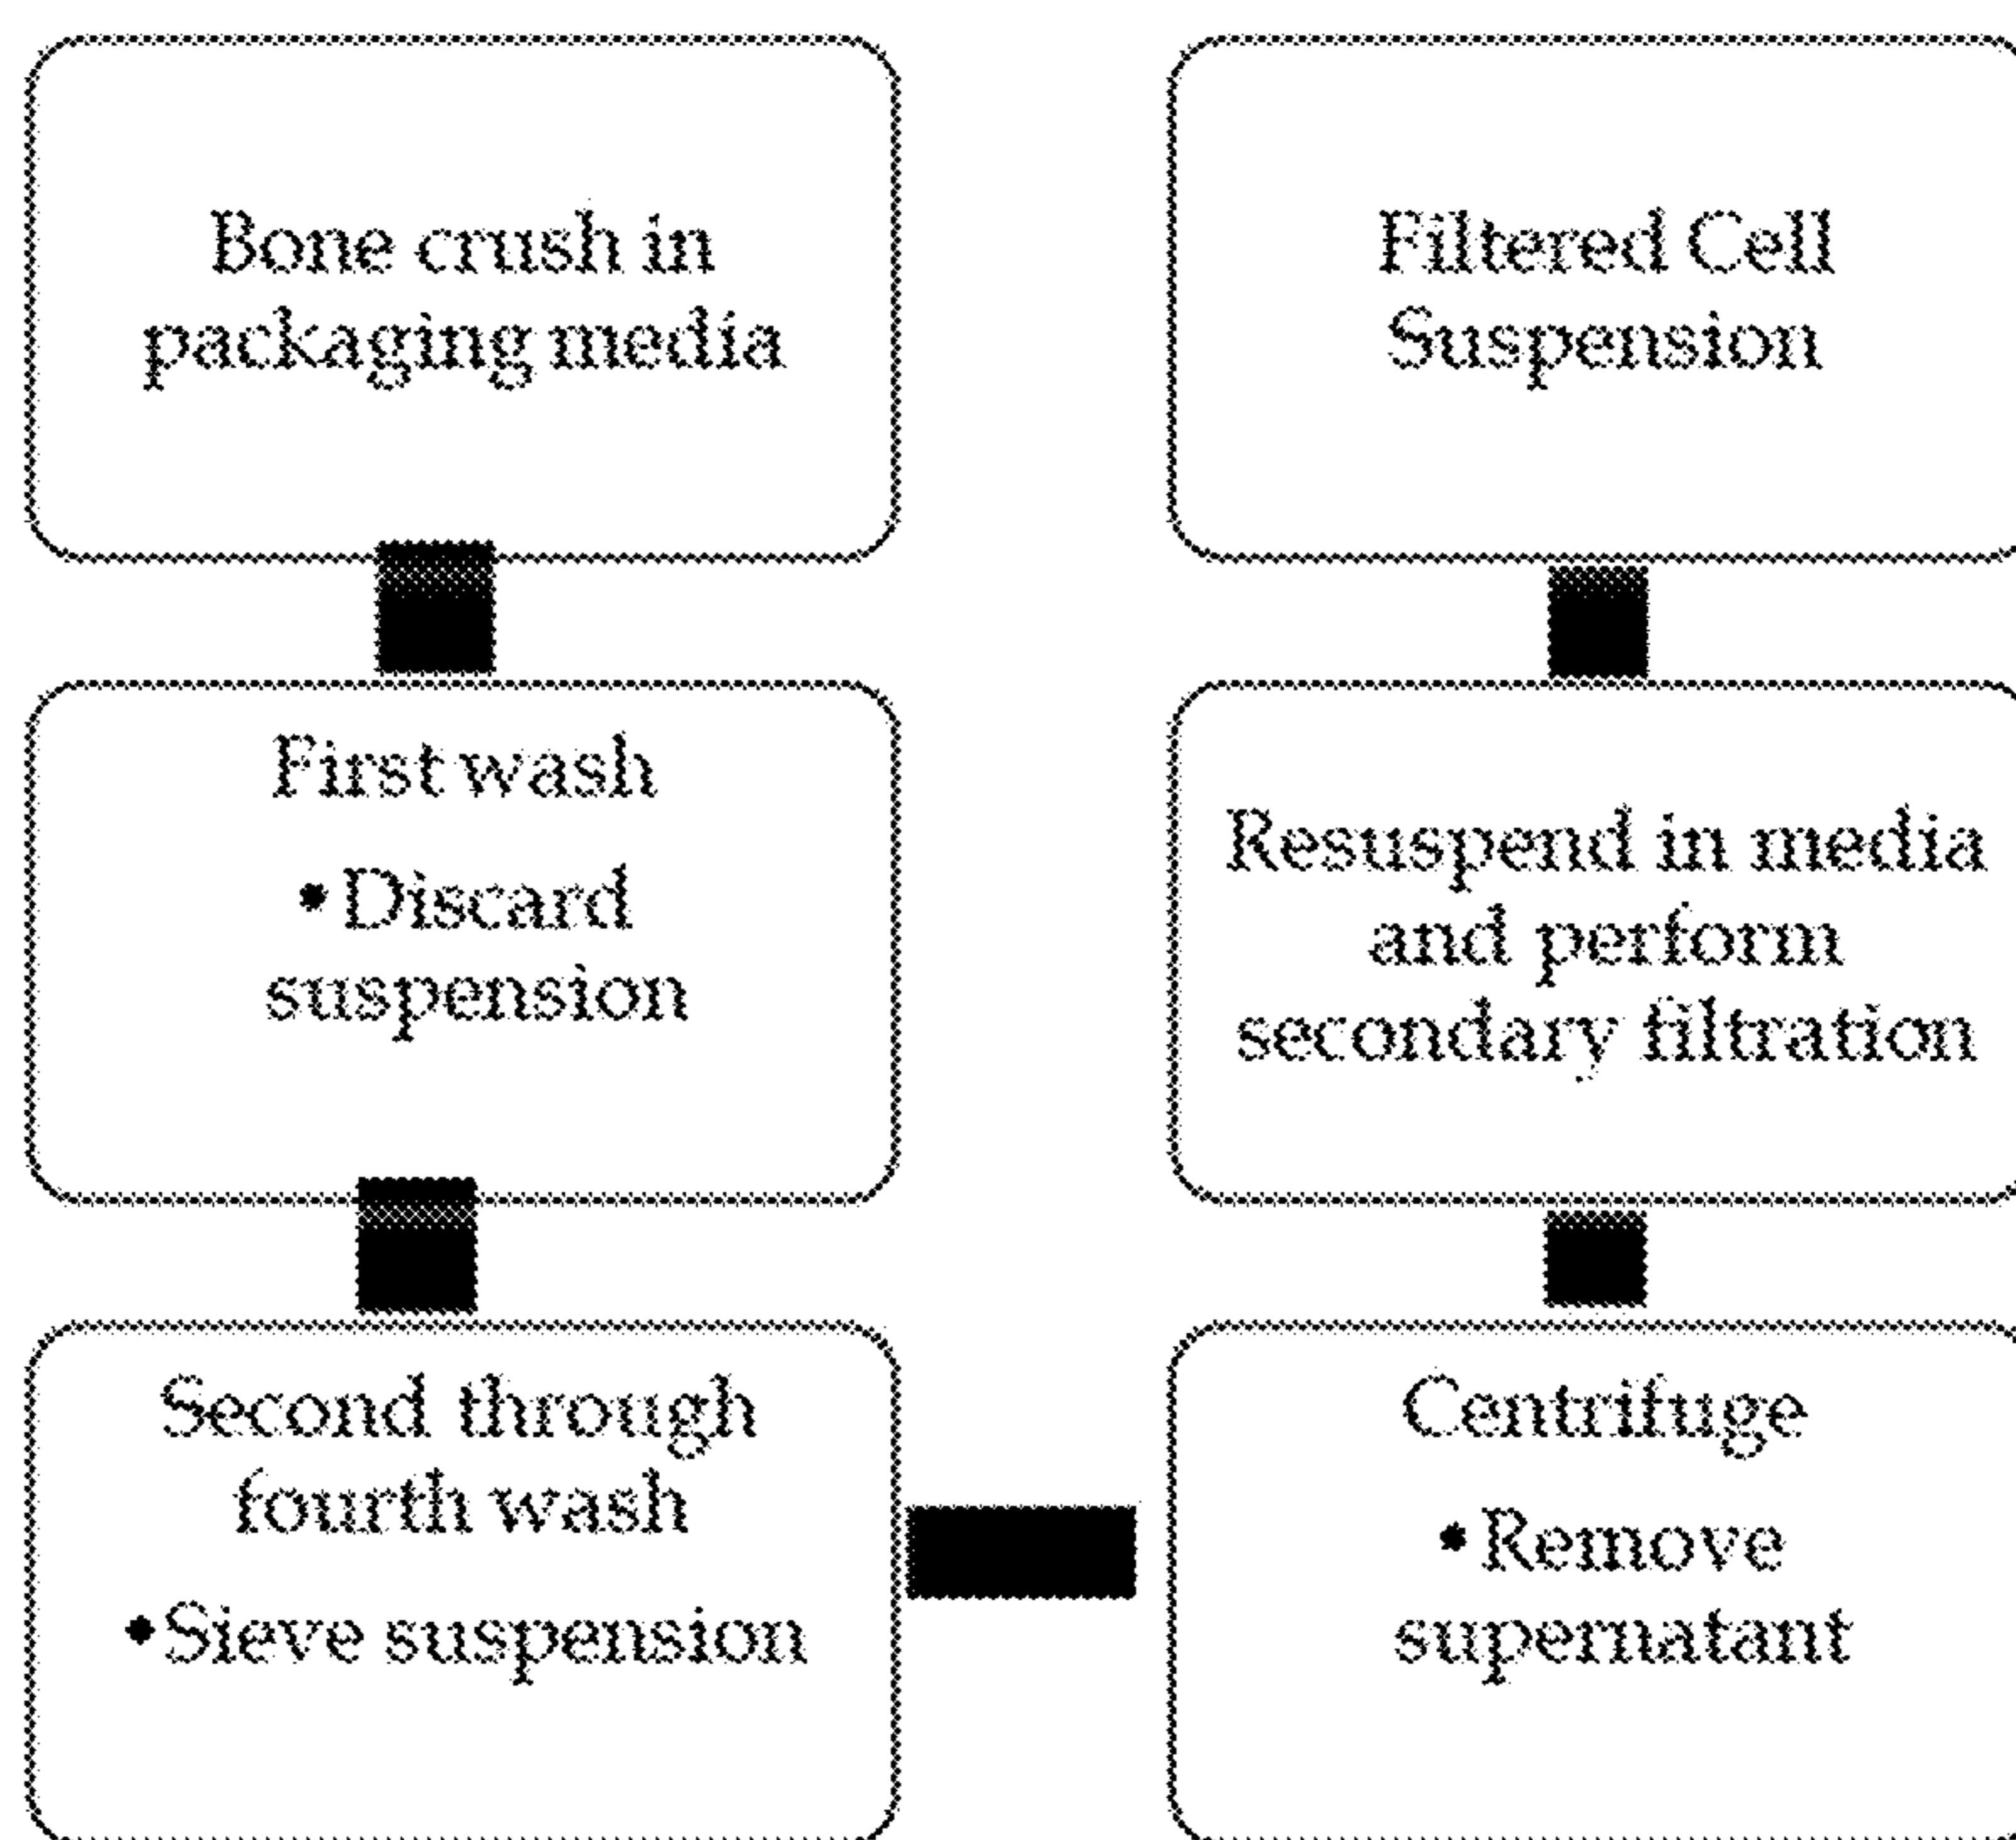 Bone crush in
packaging media
First wash
•Discard
suspension
Second through
fourth wash
•Sieve suspension
Filtered Cell
Suspension
Resuspend in media
and perform
secondary filtration
Centrifuge
•Remove
supernatant